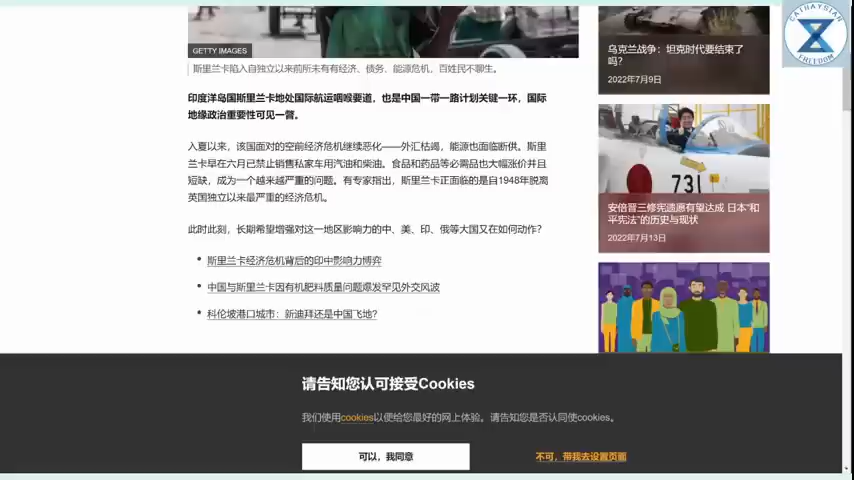 GETTY IMAGES
斯里兰卡陷入自独立以来前所未有有经济、债务、能源危机，百姓民不聊生。
印度洋岛国斯里兰卡地处国际航运咽喉要道，也是中国一带一路计划关键一环，国际
地缘政治重要性可见一督。
入夏以来，该国面对的空前经济危机继续恶化——外汇枯竭，能源也面临断供。斯里
兰卡早在六月已禁止销售私家车用汽油和柴油。食品和药品等必需品也大幅涨价并且
短缺，成为一个越来越严重的问题。有专家指出，斯里兰卡正面临的是自1948年脱离
英国独立以来最严重的经济危机。
此时此刻，长期希望增强对这一地区影响力的中、美、印、俄等大国又在如何动作？
斯里兰卡经济危机背后的印中影响力博弈
中国与斯里兰卡因有机肥料质量问题爆发罕见外交风波
科伦坡港口城市：新迪拜还是中国飞地？
乌克兰战争：坦克时代要结束了
吗？
2022年7月9日
731
安倍晋三修宪遗愿有望达成 日本“和
平宪法”的历史与现状
2022年7月13日
CATHAYSIAN
FREEDOM
请告知您认可接受Cookies
我们使用cookies以便给您最好的网上体验。请告知您是否认同使cookies。
可以，我同意
不可，带我去设置页面